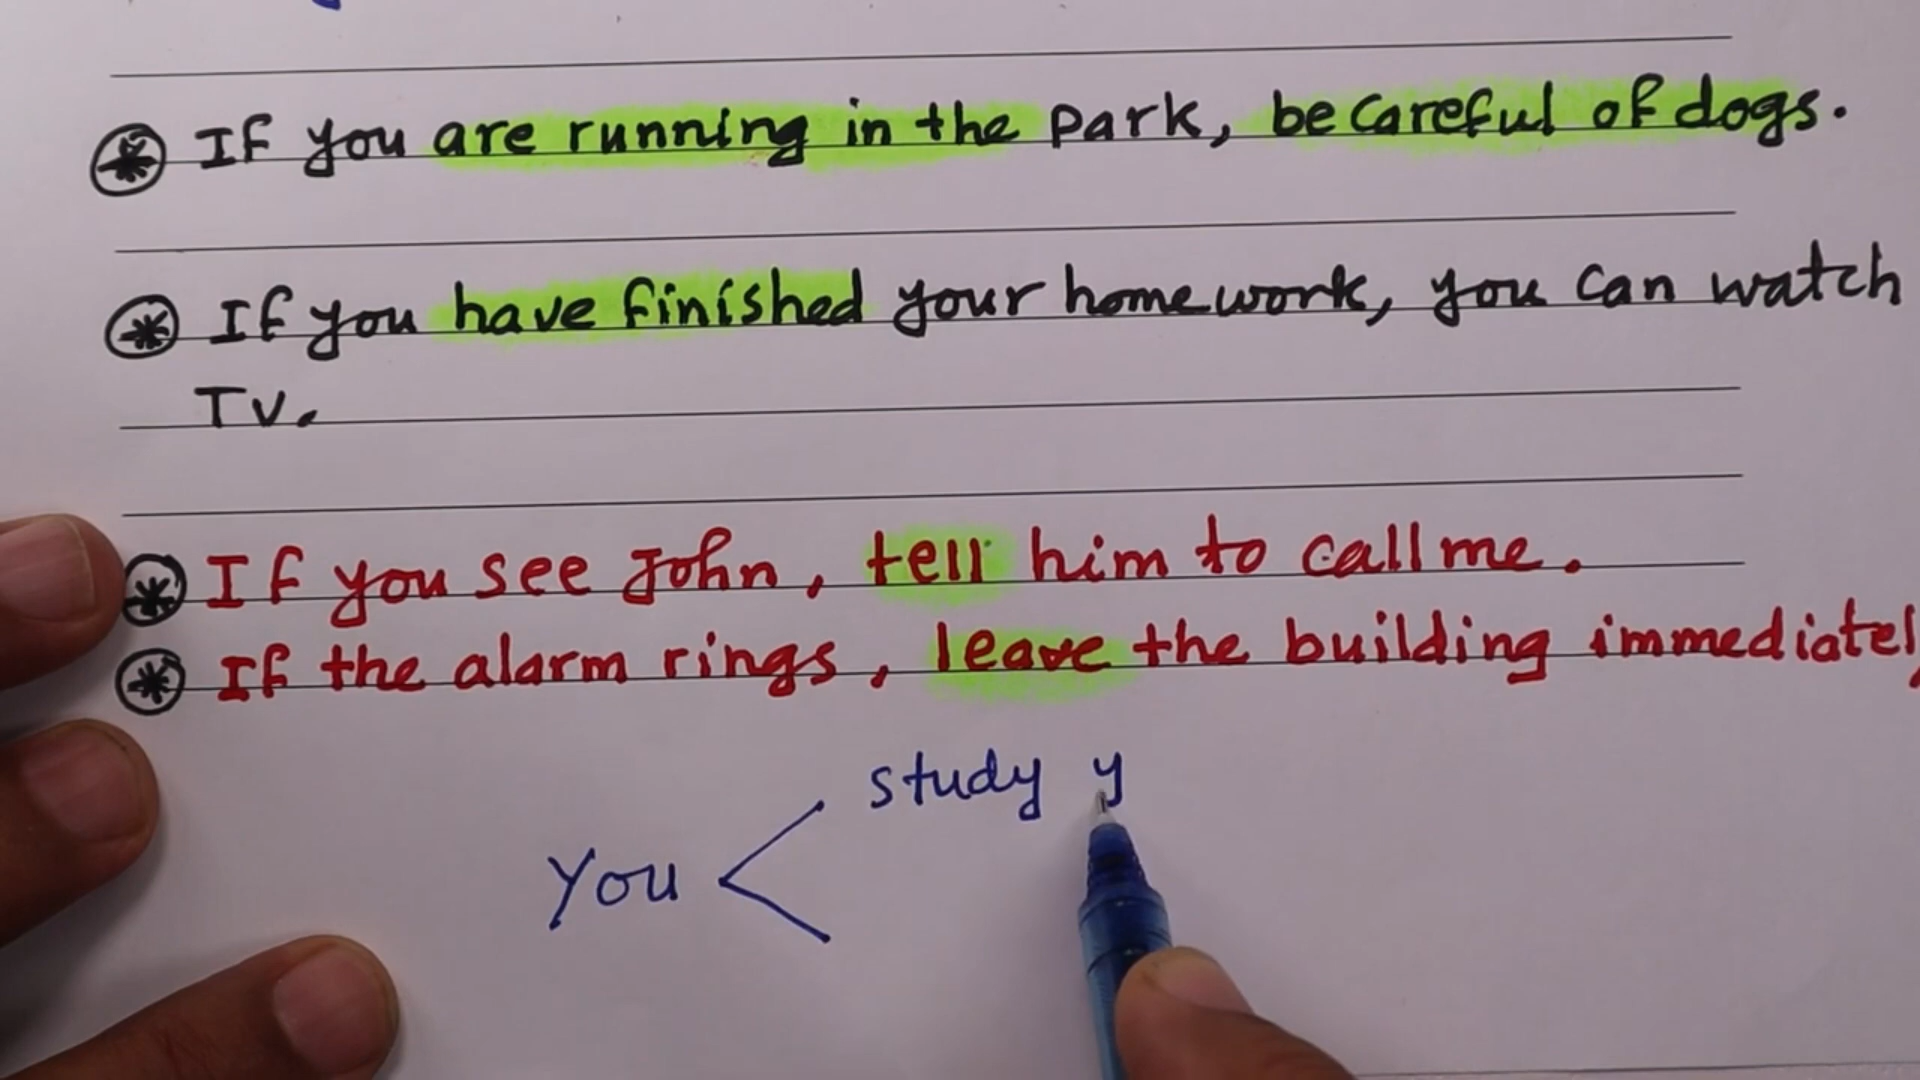 If you are running in the park, be careful of dogs.
If you have finished your homework, you can watch
TV.
If you see John, tell him to call me.
If the alarm rings, leave the building immediatel
study y
You